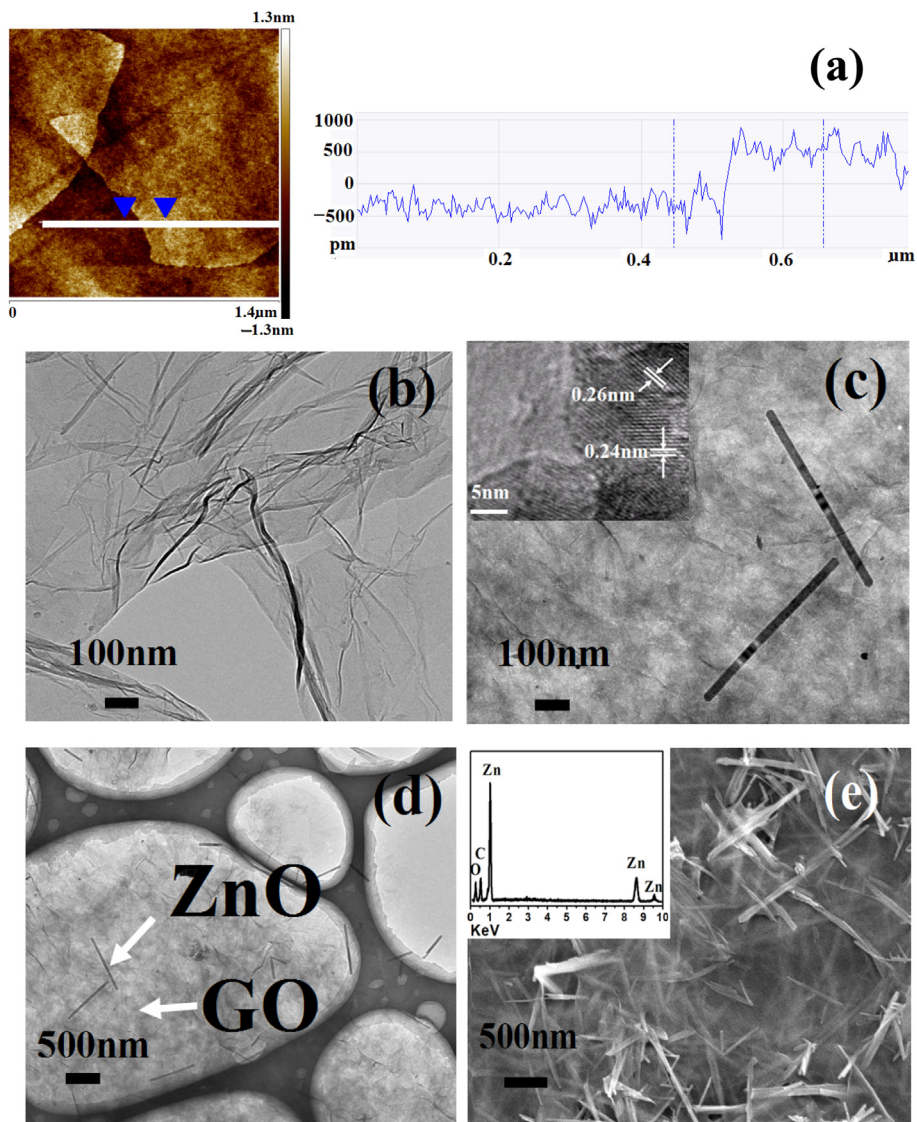 1.3nm
(a)
1000
500
0
−500
pm
0.2
0.4
0.6
μm
0
1.4μm
−1.3nm
(b)
100nm
(c)
0.26nm
0.24nm
5nm
100nm
(d)
ZnO
GO
500nm
(e)
Zn
C
O
Zn
Zn
0 1 2 3 4 5 6 7 8 9 10
KeV
500nm